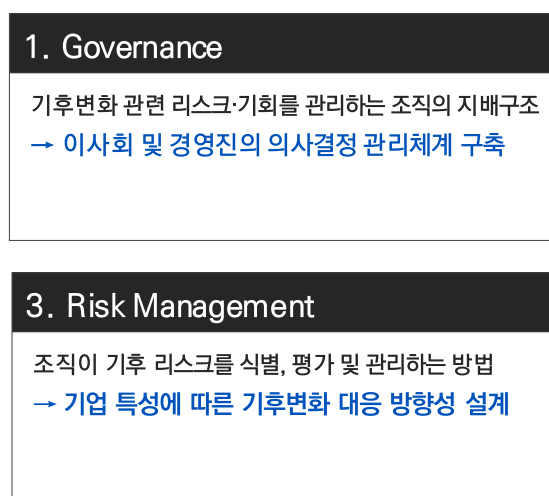 1. Governance
기후변화 관련 리스크·기회를 관리하는 조직의 지배구조
→ 이사회 및 경영진의 의사결정 관리체계 구축
3. Risk Management
조직이 기후 리스크를 식별, 평가 및 관리하는 방법
→ 기업 특성에 따른 기후변화 대응 방향성 설계